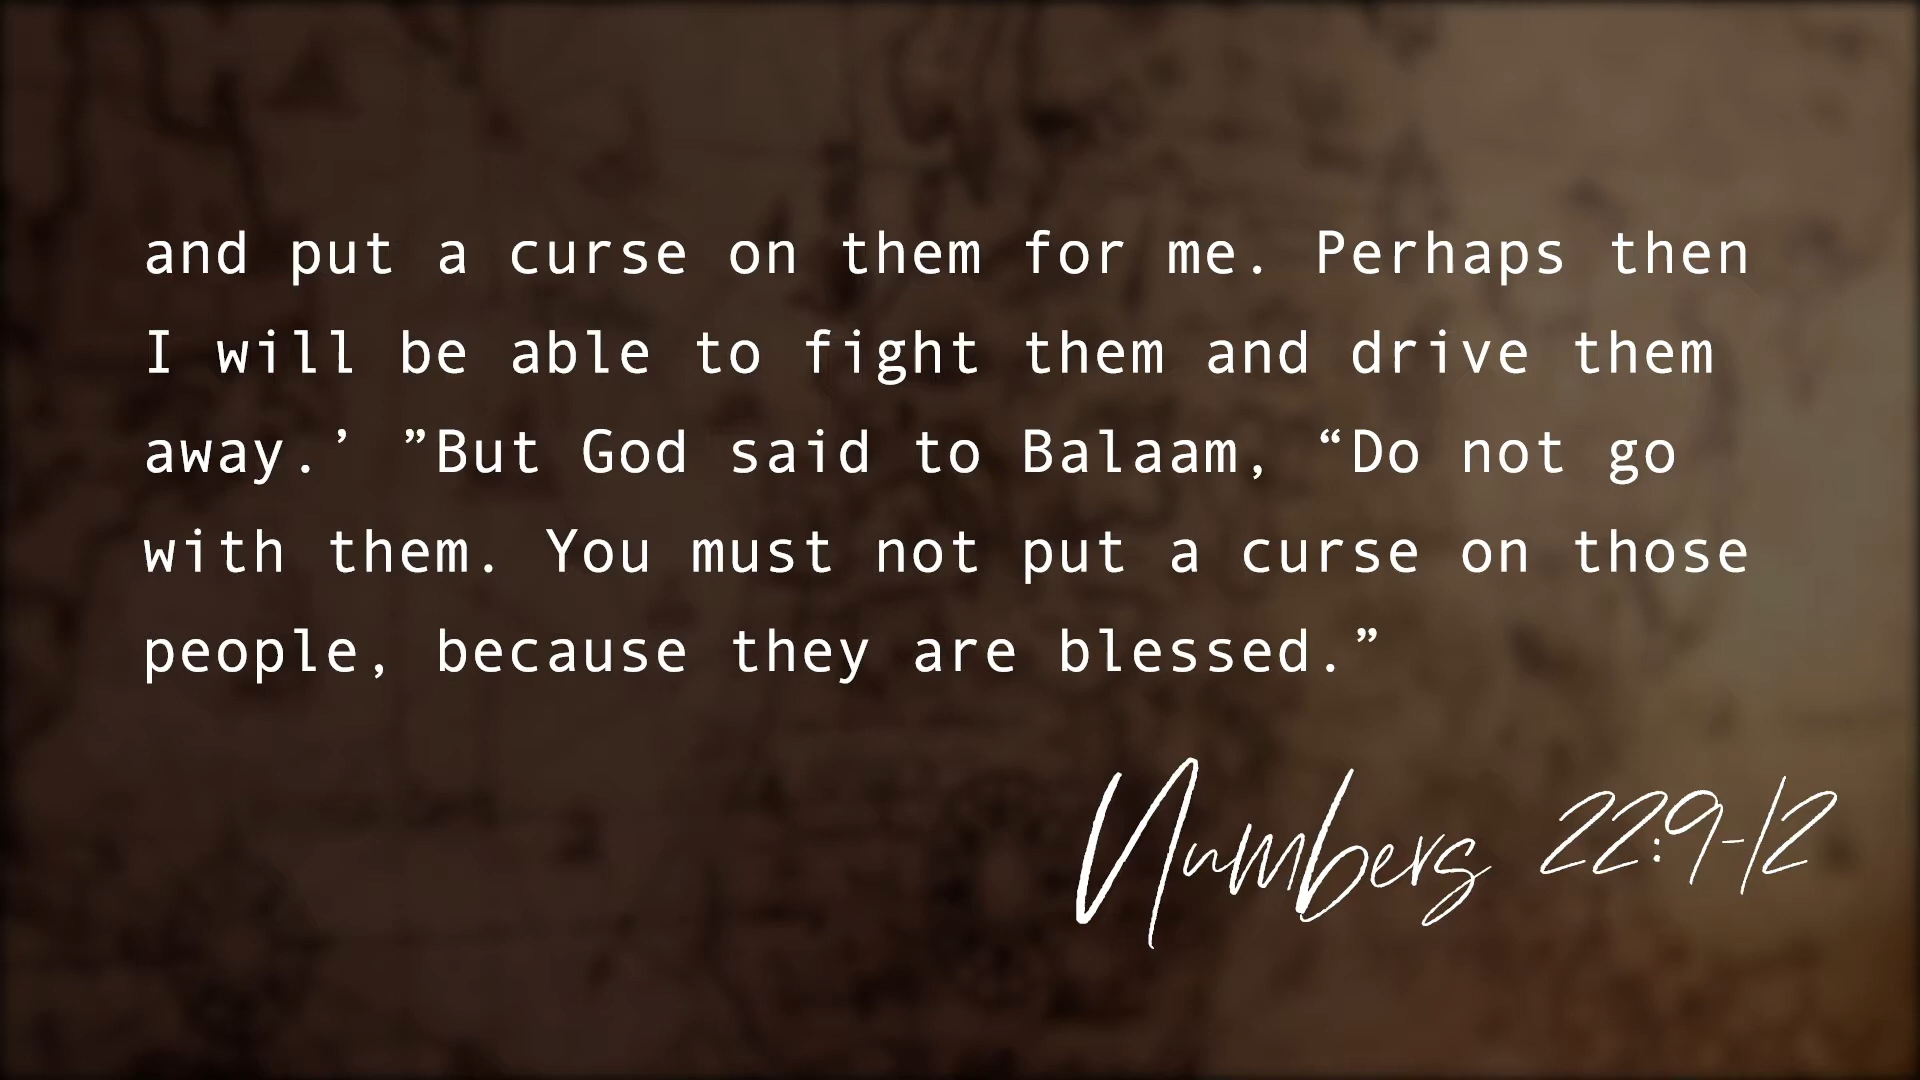 and put a curse on them for me. Perhaps then
I will be able to fight them and drive them
away.’ ”But God said to Balaam, “Do not go
with them. You must not put a curse on those
people, because they are blessed.”
Numbers 22:9-12